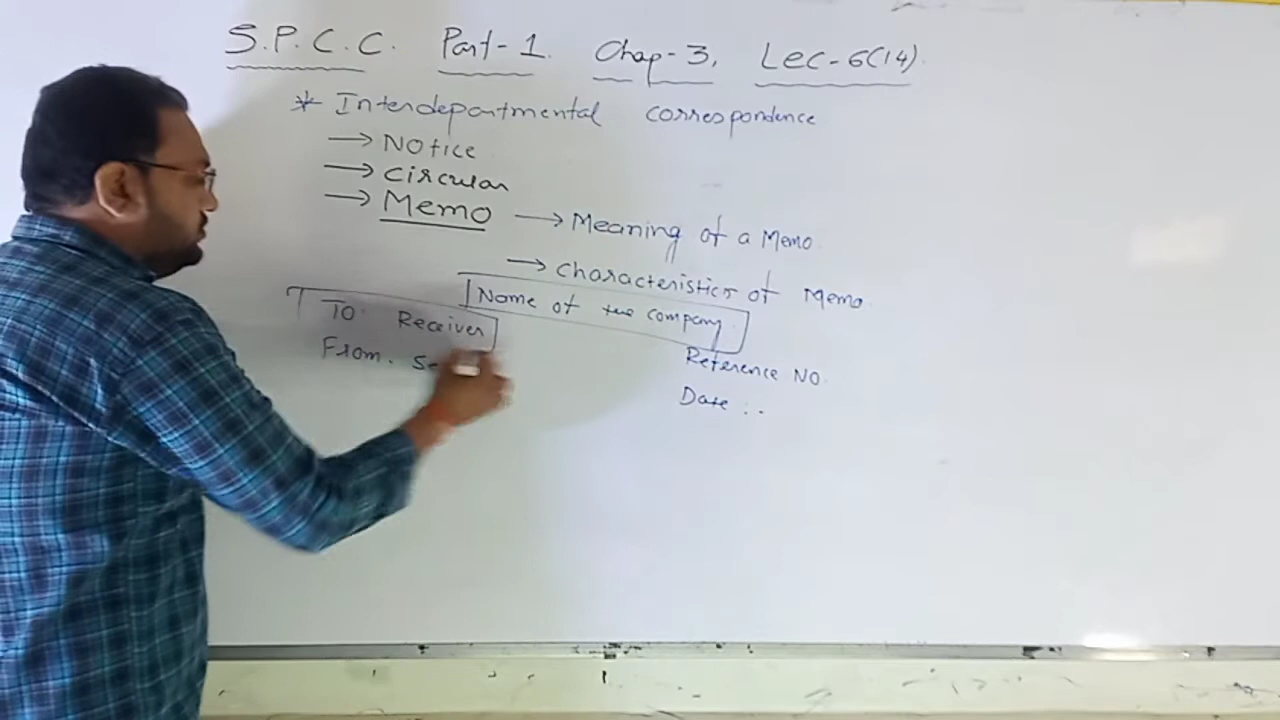 S.P.C.C. Part-1. Chap-3, Lec-6(14).
* Interdepartmental correspondence
→ Notice
→ circular
→ Memo → Meaning of a Memo
→ characteristics of Memo
Name of the company
To Receiver
From.
Reference No.
Date :.